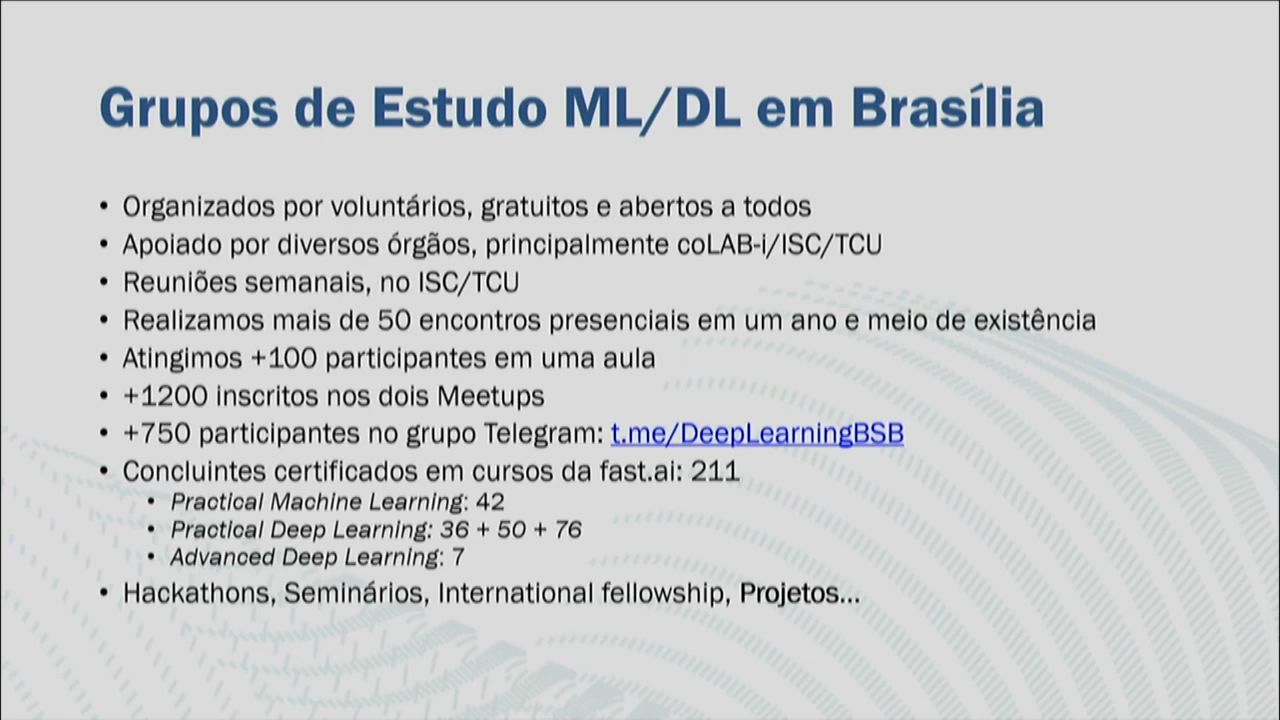 Grupos de Estudo ML/DL em Brasília
• Organizados por voluntários, gratuitos e abertos a todos
• Apoiado por diversos órgãos, principalmente coLAB-i/ISC/TCU
• Reuniões semanais, no ISC/TCU
• Realizamos mais de 50 encontros presenciais em um ano e meio de existência
• Atingimos +100 participantes em uma aula
• +1200 inscritos nos dois Meetups
• +750 participantes no grupo Telegram: t.me/DeepLearningBSB
• Concluintes certificados em cursos da fast.ai: 211
• Practical Machine Learning: 42
• Practical Deep Learning: 36 + 50 + 76
• Advanced Deep Learning: 7
• Hackathons, Seminários, International fellowship, Projetos...